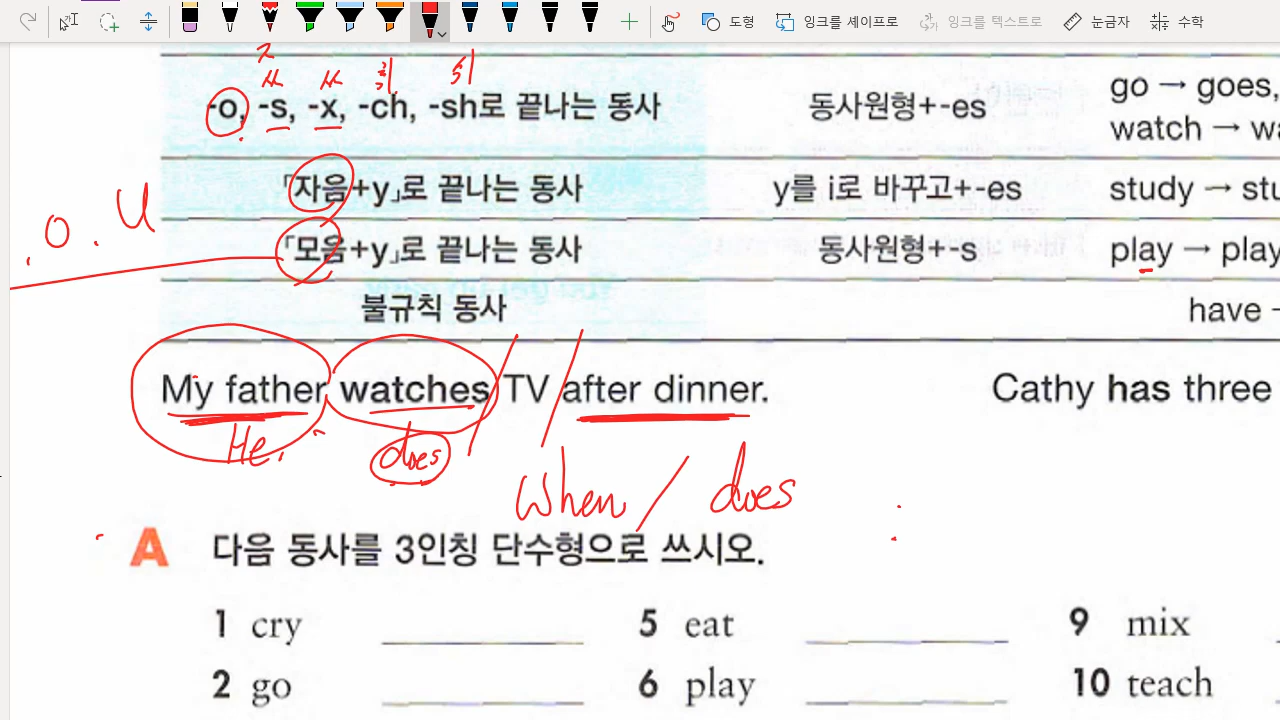 도형 잉크를 셰이프로 잉크를 텍스트로 눈금자 수학
-o, -s, -x, -ch, -sh로 끝나는 동사 동사원형+-es go → goes,
watch → wa
「자음+y」로 끝나는 동사 y를 i로 바꾸고+-es study → stu
o. u
「모음+y」로 끝나는 동사 동사원형+-s play → play
불규칙 동사 have →
My father watches TV after dinner. Cathy has three
He. does
When / does
A 다음 동사를 3인칭 단수형으로 쓰시오.
1 cry 5 eat 9 mix
2 go 6 play 10 teach